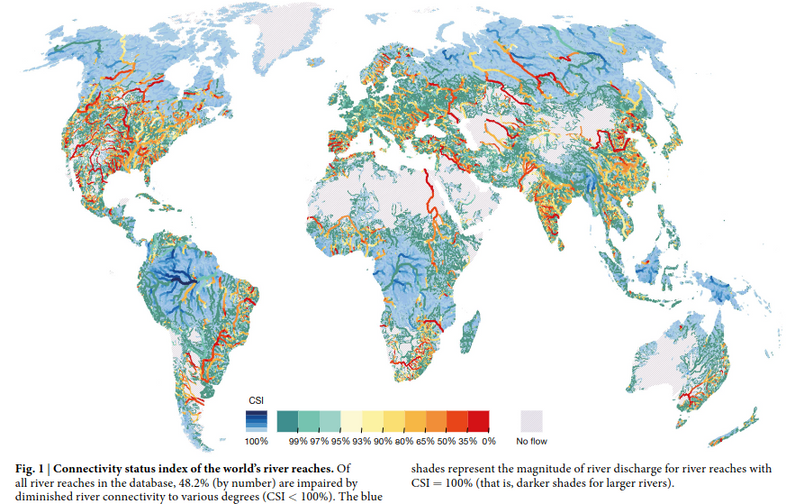 CSI
100% 99% 97% 95% 93% 90% 80% 65% 50% 35% 0% No flow
Fig. 1 | Connectivity status index of the world's river reaches. Of
all river reaches in the database, 48.2% (by number) are impaired by
diminished river connectivity to various degrees (CSI < 100%). The blue
shades represent the magnitude of river discharge for river reaches with
CSI = 100% (that is, darker shades for larger rivers).